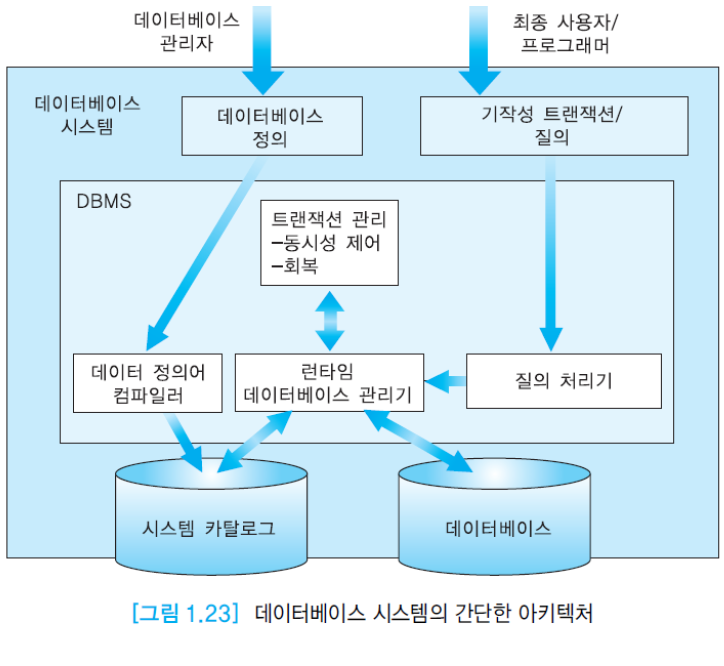 데이터베이스
관리자
최종 사용자/
프로그래머
데이터베이스
시스템
데이터베이스
정의
기작성 트랜잭션/
질의
DBMS
트랜잭션 관리
–동시성 제어
–회복
데이터 정의어
컴파일러
런타임
데이터베이스 관리기
질의 처리기
시스템 카탈로그
데이터베이스
[그림 1.23] 데이터베이스 시스템의 간단한 아키텍처